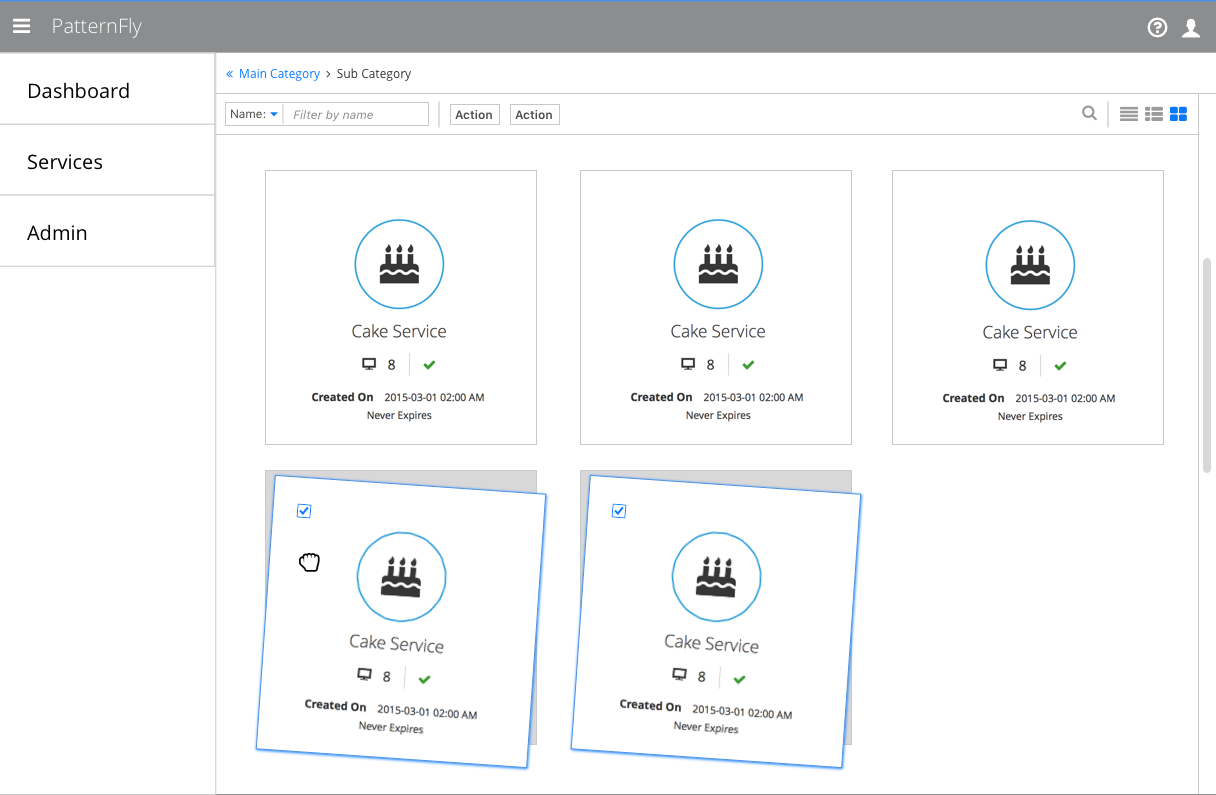 PatternFly
Dashboard
Services
Admin
« Main Category › Sub Category
Name: Filter by name Action Action
Cake Service
8
Created On 2015-03-01 02:00 AM
Never Expires
Cake Service
8
Created On 2015-03-01 02:00 AM
Never Expires
Cake Service
8
Created On 2015-03-01 02:00 AM
Never Expires
Cake Service
8
Created On 2015-03-01 02:00 AM
Never Expires
Cake Service
8
Created On 2015-03-01 02:00 AM
Never Expires